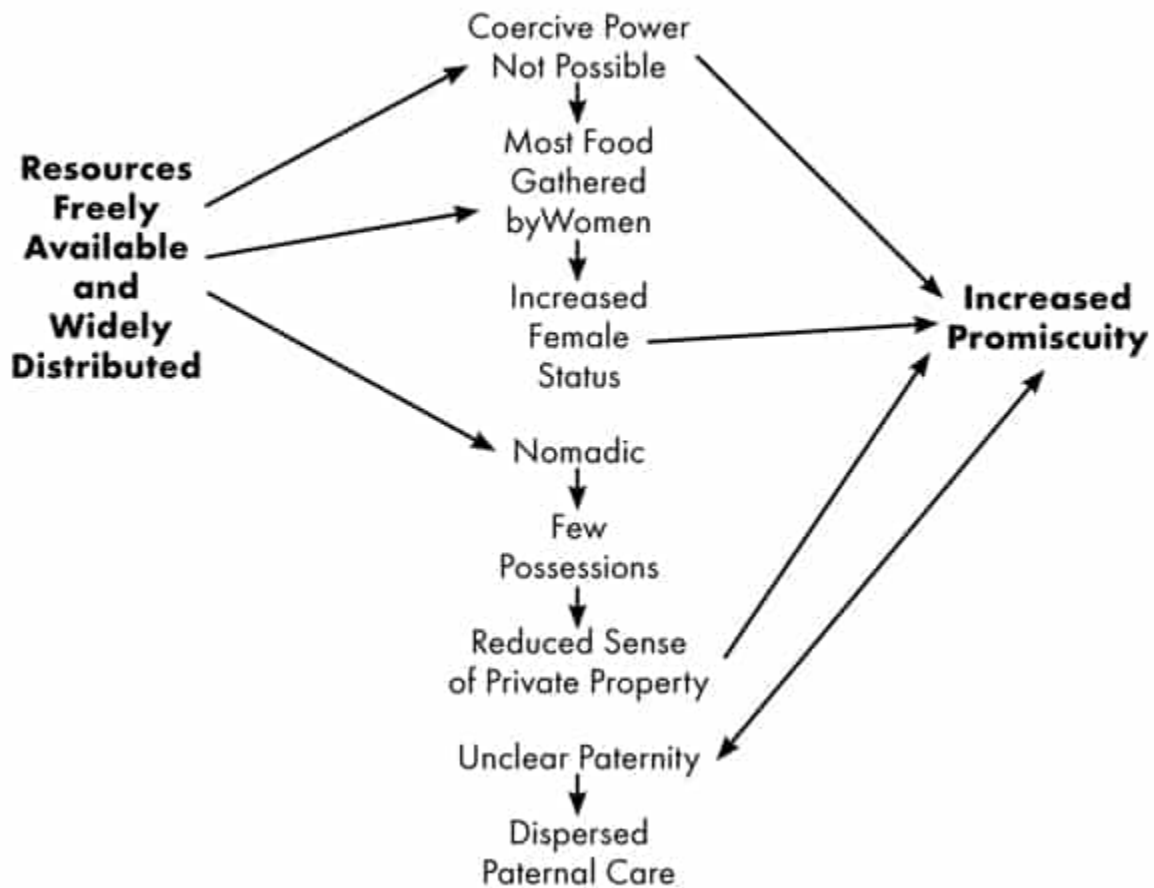 Coercive Power
Not Possible
Most Food
Gathered
byWomen
Resources
Freely
Available
and
Widely
Distributed
Increased
Female
Status
Increased
Promiscuity
Nomadic
Few
Possessions
Reduced Sense
of Private Property
Unclear Paternity
Dispersed
Paternal Care